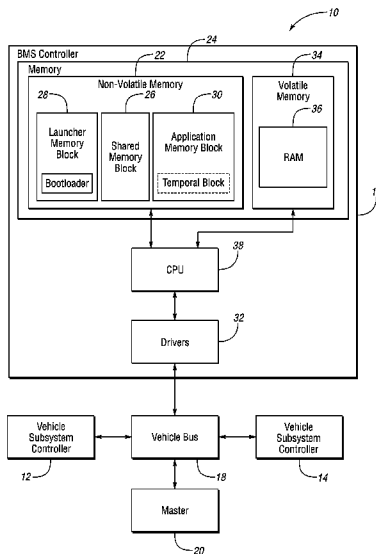 10
24
BMS Controller
22
34
Memory
Non-Volatile Memory
28
26
30
Volatile Memory
36
Launcher Memory Block
Bootloader
Shared Memory Block
Application Memory Block
Temporal Block
RAM
1
CPU
38
Drivers
32
Vehicle Subsystem Controller
12
Vehicle Bus
18
Vehicle Subsystem Controller
14
Master
20